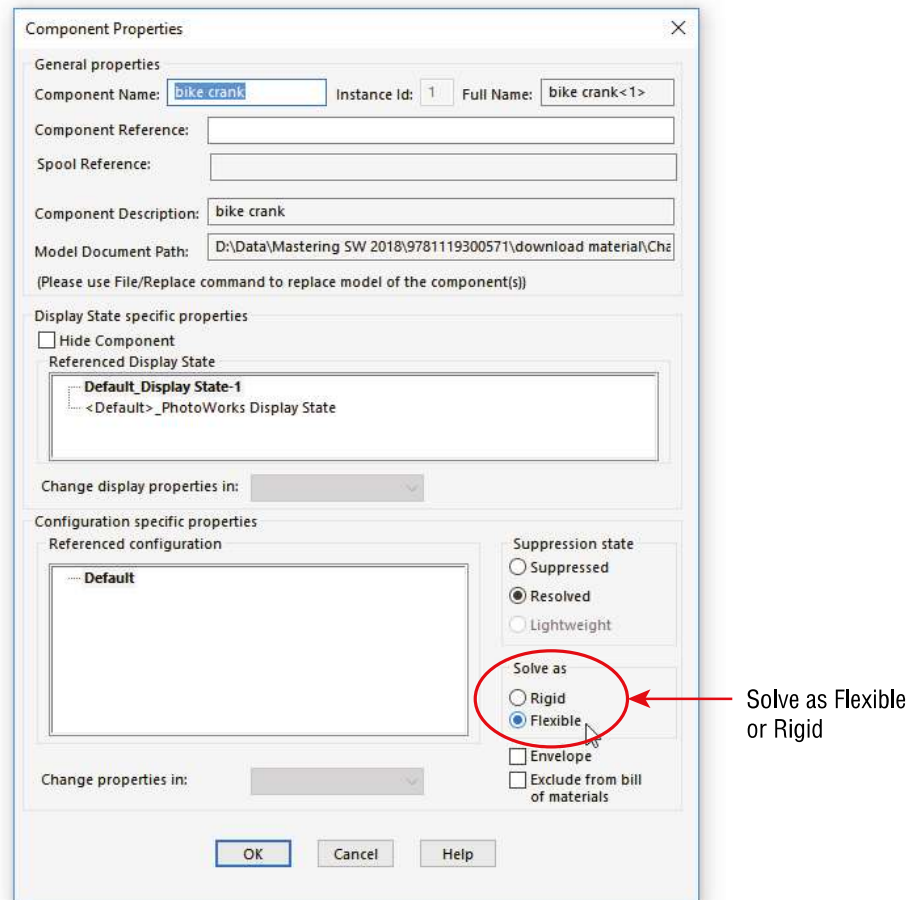 Component Properties
General properties
Component Name: bike crank Instance Id: 1 Full Name: bike crank<1>
Component Reference:
Spool Reference:
Component Description: bike crank
Model Document Path: D:\Data\Mastering SW 2018\9781119300571\download material\Cha
(Please use File/Replace command to replace model of the component(s))
Display State specific properties
Hide Component
Referenced Display State
Default_Display State-1
<Default>_PhotoWorks Display State
Change display properties in:
Configuration specific properties
Referenced configuration
Default
Suppression state
Suppressed
Resolved
Lightweight
Solve as
Rigid
Flexible
Solve as Flexible
or Rigid
Envelope
Exclude from bill
of materials
Change properties in:
OK Cancel Help